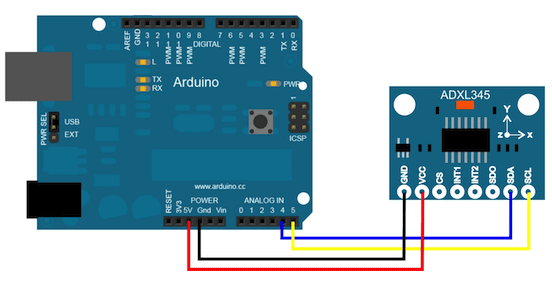 AREF
GND
13
12
11
PWM 10
PWM 9
8
DIGITAL
7
PWM 6
PWM 5
4
PWM 3
2
TX 1
RX 0
L
TX
RX
Arduino
PWR
PWR SEL
USB
EXT
1
ICSP
www.arduino.cc
POWER
ANALOG IN
RESET
3V3
5V
Gnd
Vin
0
1
2
3
4
5
ADXL345
Y
Z
X
GND
VCC
CS
INT1
INT2
SDO
SDA
SCL